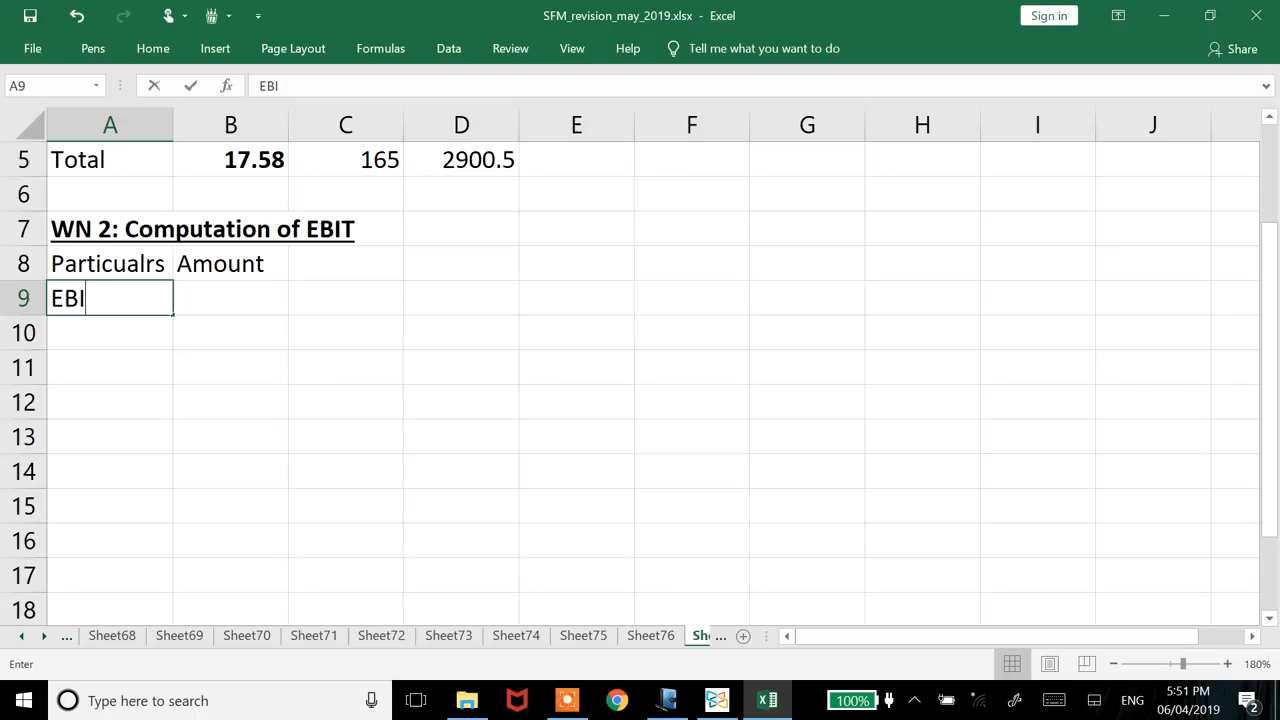 SFM_revision_may_2019.xlsx - Excel
Sign in
File Pens Home Insert Page Layout Formulas Data Review View Help Tell me what you want to do Share
A9 fx EBI
A B C D E F G H I J
5 Total 17.58 165 2900.5
6
7 WN 2: Computation of EBIT
8 Particualrs Amount
9 EBI
10
11
12
13
14
15
16
17
18
... Sheet68 Sheet69 Sheet70 Sheet71 Sheet72 Sheet73 Sheet74 Sheet75 Sheet76 She ...
Enter 180%
Type here to search 100% ENG 5:51 PM
06/04/2019 2